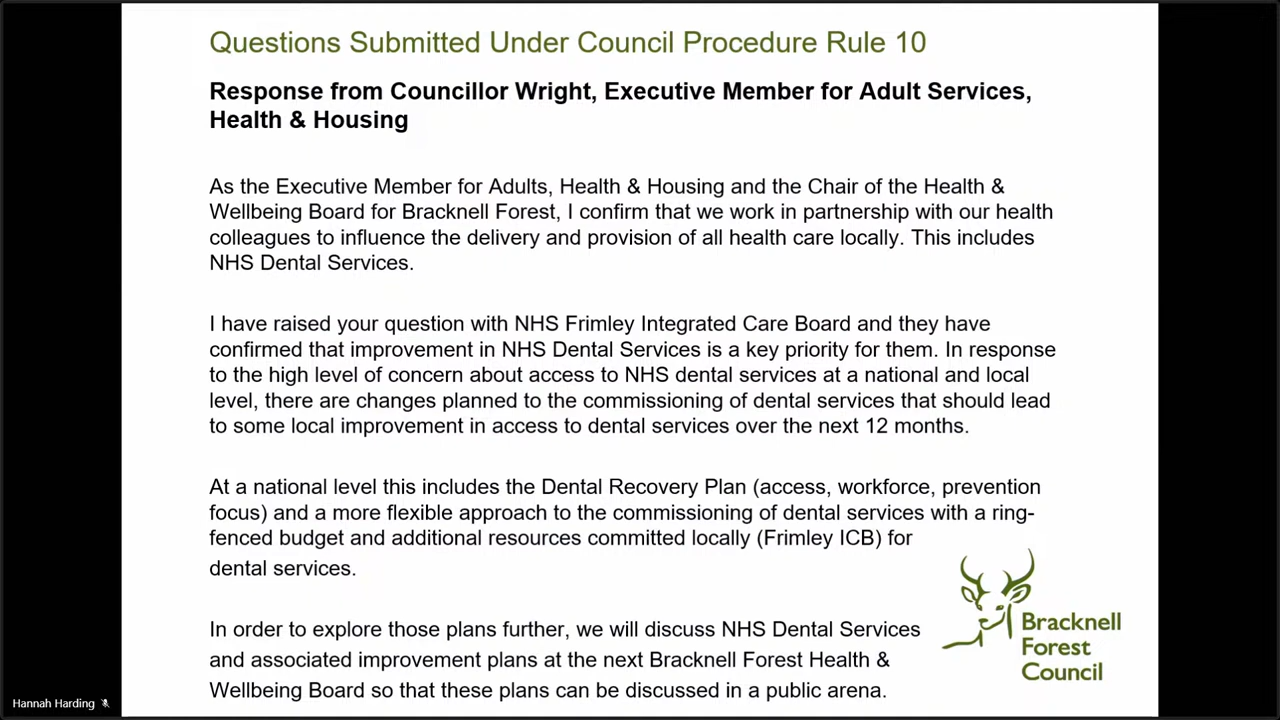 Questions Submitted Under Council Procedure Rule 10
Response from Councillor Wright, Executive Member for Adult Services,
Health & Housing
As the Executive Member for Adults, Health & Housing and the Chair of the Health &
Wellbeing Board for Bracknell Forest, I confirm that we work in partnership with our health
colleagues to influence the delivery and provision of all health care locally. This includes
NHS Dental Services.
I have raised your question with NHS Frimley Integrated Care Board and they have
confirmed that improvement in NHS Dental Services is a key priority for them. In response
to the high level of concern about access to NHS dental services at a national and local
level, there are changes planned to the commissioning of dental services that should lead
to some local improvement in access to dental services over the next 12 months.
At a national level this includes the Dental Recovery Plan (access, workforce, prevention
focus) and a more flexible approach to the commissioning of dental services with a ring-
fenced budget and additional resources committed locally (Frimley ICB) for
dental services.
In order to explore those plans further, we will discuss NHS Dental Services
and associated improvement plans at the next Bracknell Forest Health &
Wellbeing Board so that these plans can be discussed in a public arena.
Bracknell
Forest
Council
Hannah Harding